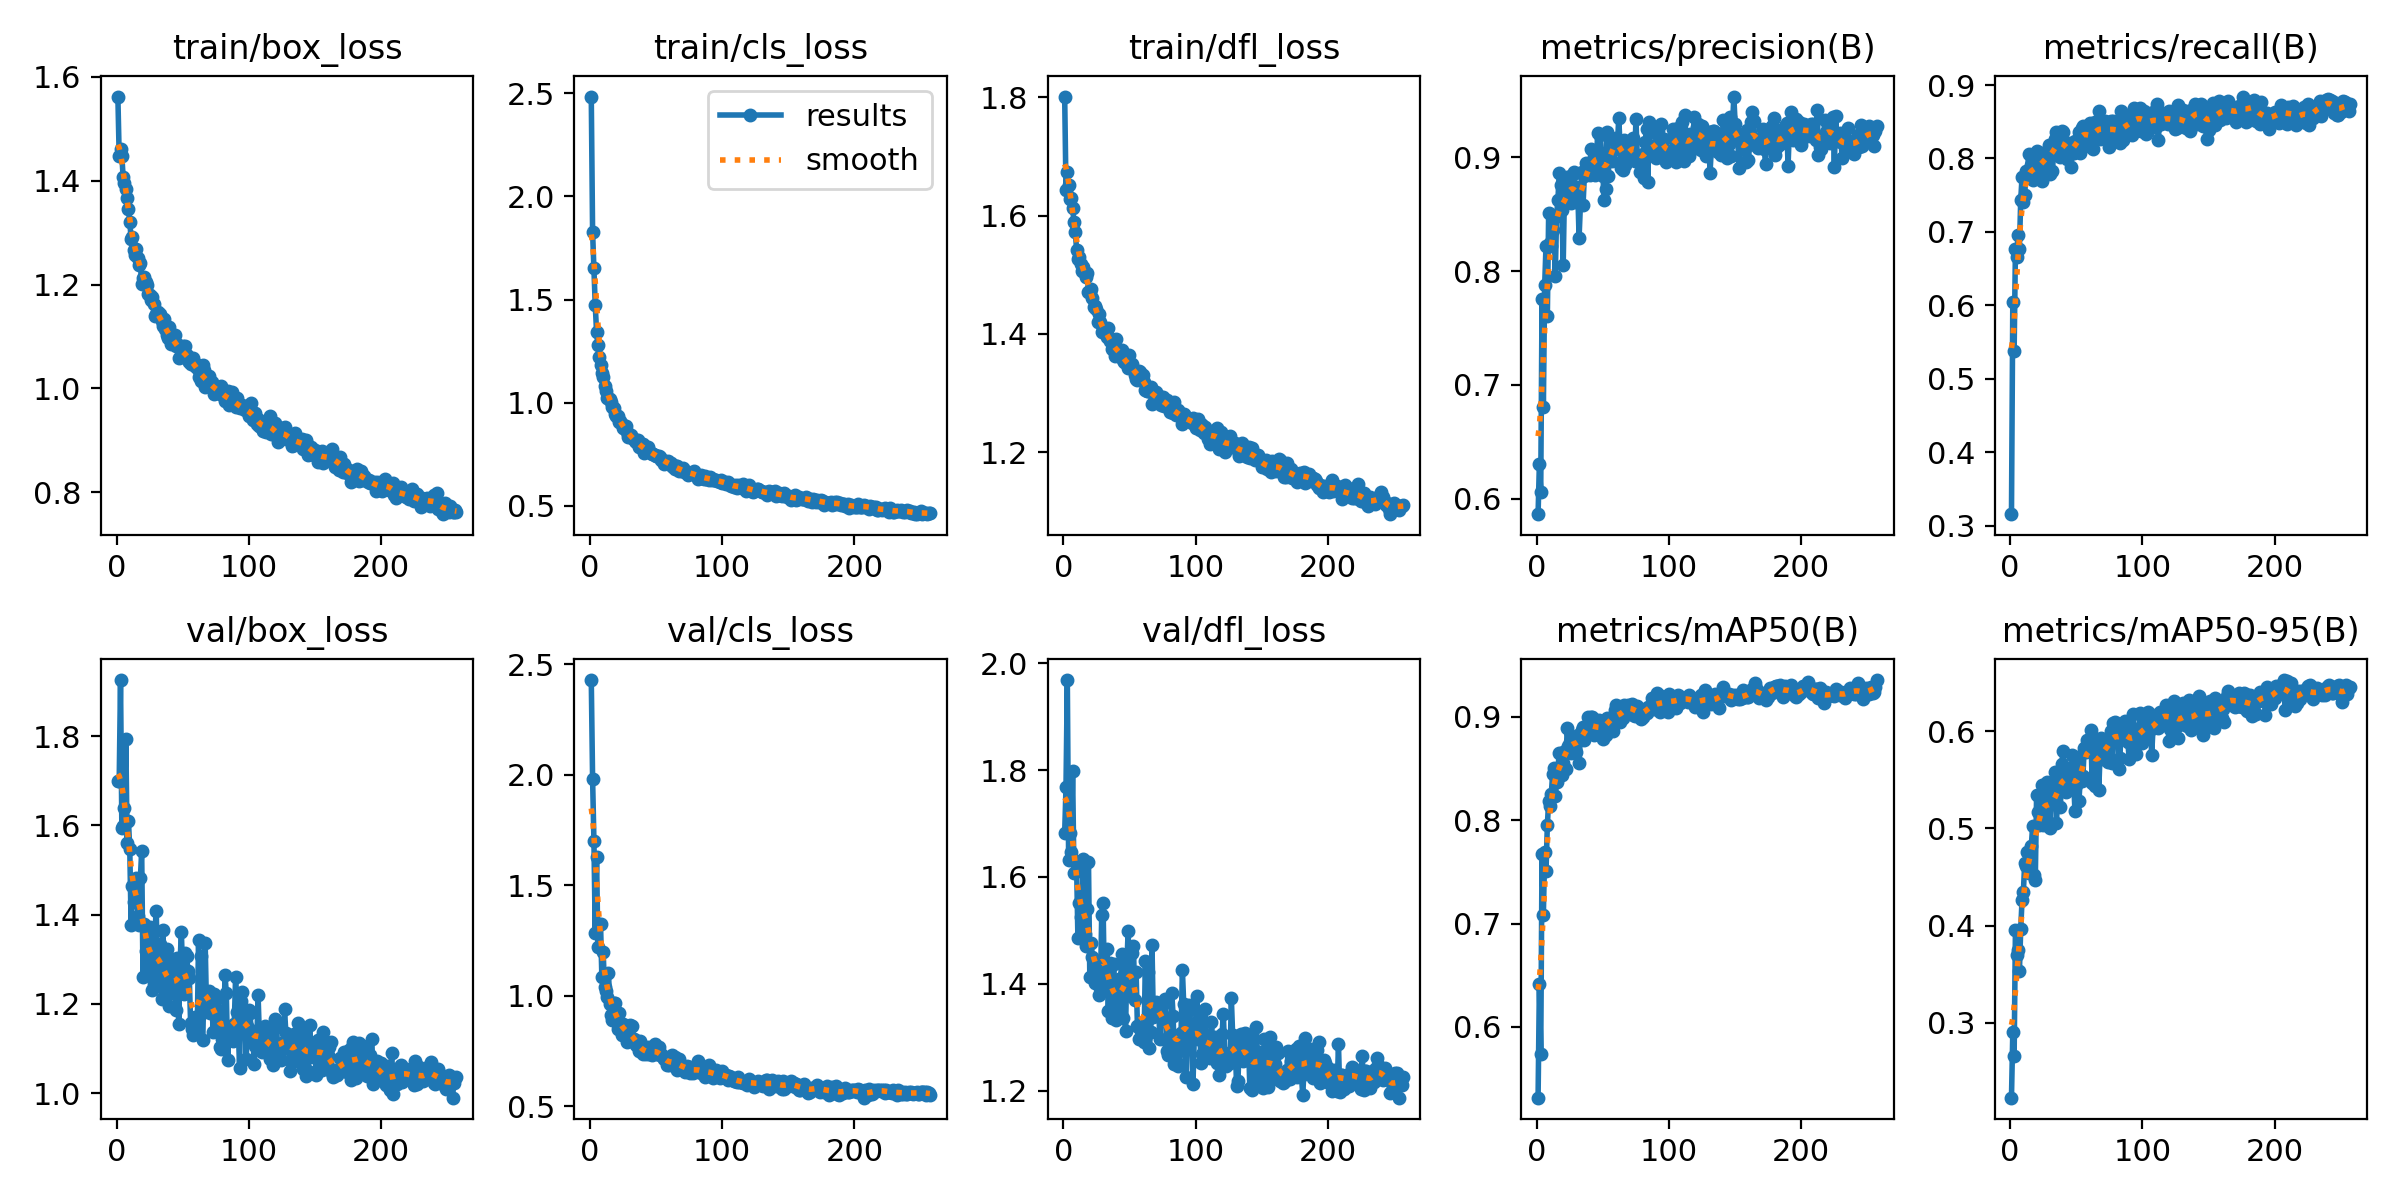 train/box_loss
1.6
1.4
1.2
1.0
0.8
0 100 200
train/cls_loss
results
smooth
2.5
2.0
1.5
1.0
0.5
0 100 200
train/dfl_loss
1.8
1.6
1.4
1.2
0 100 200
metrics/precision(B)
0.9
0.8
0.7
0.6
0 100 200
metrics/recall(B)
0.9
0.8
0.7
0.6
0.5
0.4
0.3
0 100 200
val/box_loss
1.8
1.6
1.4
1.2
1.0
0 100 200
val/cls_loss
2.5
2.0
1.5
1.0
0.5
0 100 200
val/dfl_loss
2.0
1.8
1.6
1.4
1.2
0 100 200
metrics/mAP50(B)
0.9
0.8
0.7
0.6
0 100 200
metrics/mAP50-95(B)
0.6
0.5
0.4
0.3
0 100 200